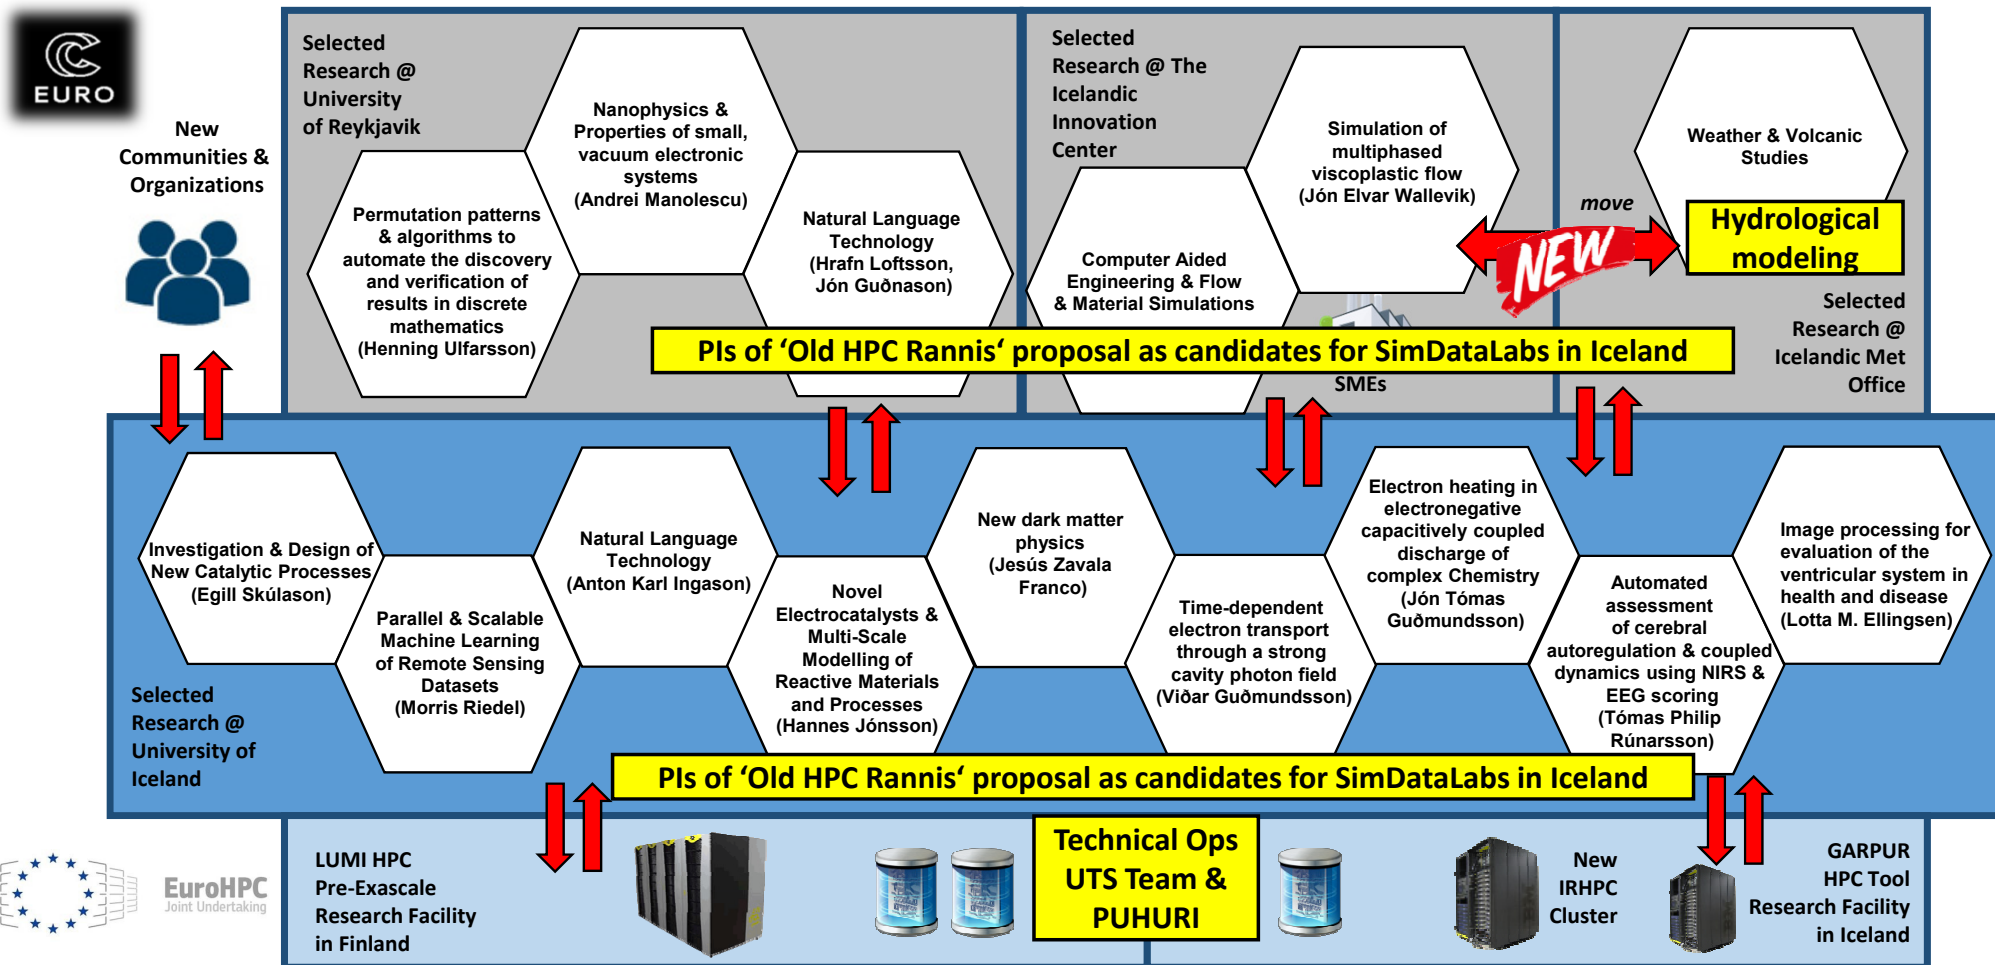 EURO
New
Communities &
Organizations
Selected
Research @
University
of Reykjavik
Permutation patterns
& algorithms to
automate the discovery
and verification of
results in discrete
mathematics
(Henning Ulfarsson)
Nanophysics &
Properties of small,
vacuum electronic
systems
(Andrei Manolescu)
Natural Language
Technology
(Hrafn Loftsson,
Jón Guðnason)
Selected
Research @ The
Icelandic
Innovation
Center
Computer Aided
Engineering & Flow
& Material Simulations
Simulation of
multiphased
viscoplastic flow
(Jón Elvar Wallevik)
SMEs
move
NEW
Weather & Volcanic
Studies
Hydrological
modeling
Selected
Research @
Icelandic Met
Office
PIs of ‘Old HPC Rannis‘ proposal as candidates for SimDataLabs in Iceland
Investigation & Design of
New Catalytic Processes
(Egill Skúlason)
Parallel & Scalable
Machine Learning
of Remote Sensing
Datasets
(Morris Riedel)
Natural Language
Technology
(Anton Karl Ingason)
Novel
Electrocatalysts &
Multi-Scale
Modelling of
Reactive Materials
and Processes
(Hannes Jónsson)
New dark matter
physics
(Jesús Zavala
Franco)
Time-dependent
electron transport
through a strong
cavity photon field
(Viðar Guðmundsson)
Electron heating in
electronegative
capacitively coupled
discharge of
complex Chemistry
(Jón Tómas
Guðmundsson)
Automated
assessment
of cerebral
autoregulation & coupled
dynamics using NIRS &
EEG scoring
(Tómas Philip
Rúnarsson)
Image processing for
evaluation of the
ventricular system in
health and disease
(Lotta M. Ellingsen)
Selected
Research @
University of
Iceland
PIs of ‘Old HPC Rannis‘ proposal as candidates for SimDataLabs in Iceland
EuroHPC
Joint Undertaking
LUMI HPC
Pre-Exascale
Research Facility
in Finland
Technical Ops
UTS Team &
PUHURI
New
IRHPC
Cluster
GARPUR
HPC Tool
Research Facility
in Iceland